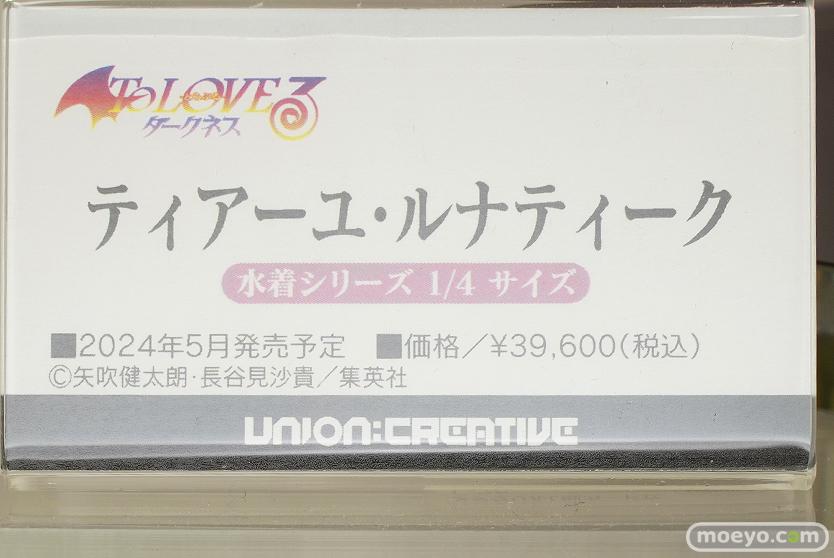 To LOVEる
ダークネス
ティアーユ・ルナティーク
水着シリーズ 1/4 サイズ
■2024年5月発売予定 ■価格／¥39,600(税込)
©矢吹健太朗・長谷見沙貴／集英社
UNION:CREATIVE
moeyo.com